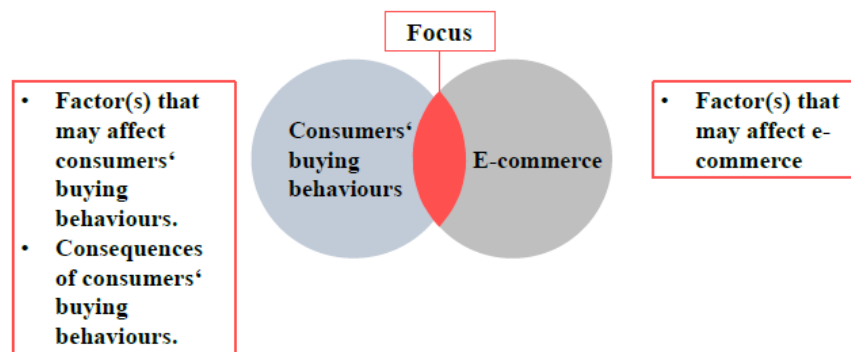 Focus
• Factor(s) that
may affect
consumers‘
buying
behaviours.
• Consequences
of consumers‘
buying
behaviours.
Consumers‘
buying
behaviours
E-commerce
• Factor(s) that
may affect e-
commerce